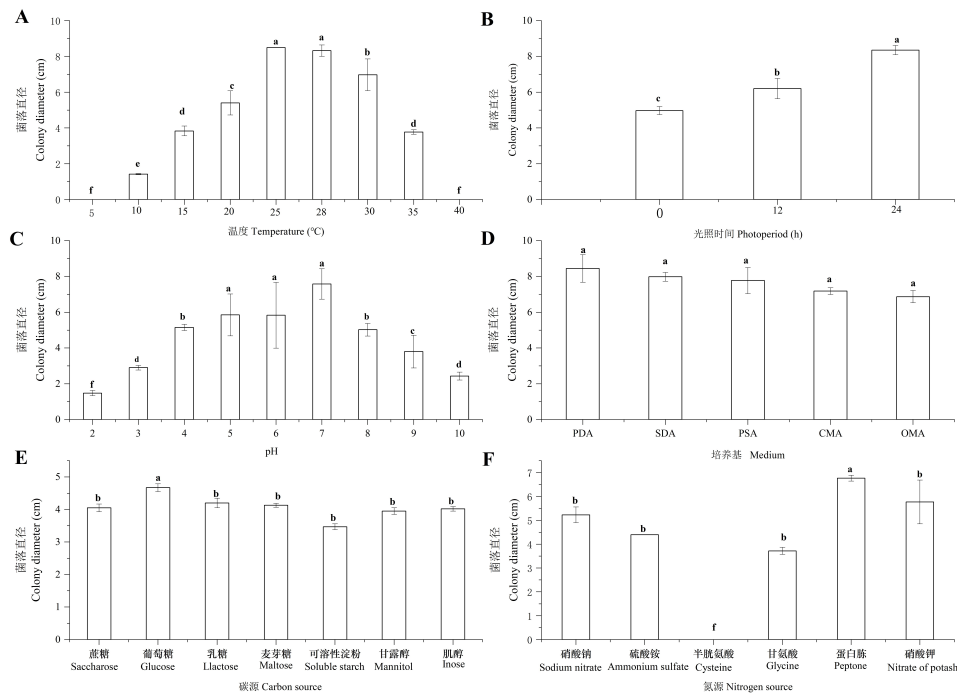 A
菌落直径
Colony diameter (cm)
10
8
6
4
2
0
f
e
d
c
a
a
b
d
f
5
10
15
20
25
28
30
35
40
温度 Temperature (℃)
B
菌落直径
Colony diameter (cm)
10
8
6
4
2
0
c
b
a
0
12
24
光照时间 Photoperiod (h)
C
菌落直径
Colony diameter (cm)
10
8
6
4
2
0
f
d
b
a
a
a
b
c
d
2
3
4
5
6
7
8
9
10
pH
D
菌落直径
Colony diameter (cm)
10
8
6
4
2
0
a
a
a
a
a
PDA
SDA
PSA
CMA
OMA
培养基 Medium
E
菌落直径
Colony diameter (cm)
5
4
3
2
1
0
b
a
b
b
b
b
b
蔗糖
Saccharose
葡萄糖
Glucose
乳糖
Llactose
麦芽糖
Maltose
可溶性淀粉
Soluble starch
甘露醇
Mannitol
肌醇
Inose
碳源 Carbon source
F
菌落直径
Colony diameter (cm)
7
6
5
4
3
2
1
0
b
b
f
b
a
b
硝酸钠
Sodium nitrate
硫酸铵
Ammonium sulfate
半胱氨酸
Cysteine
甘氨酸
Glycine
蛋白胨
Peptone
硝酸钾
Nitrate of potash
氮源 Nitrogen source